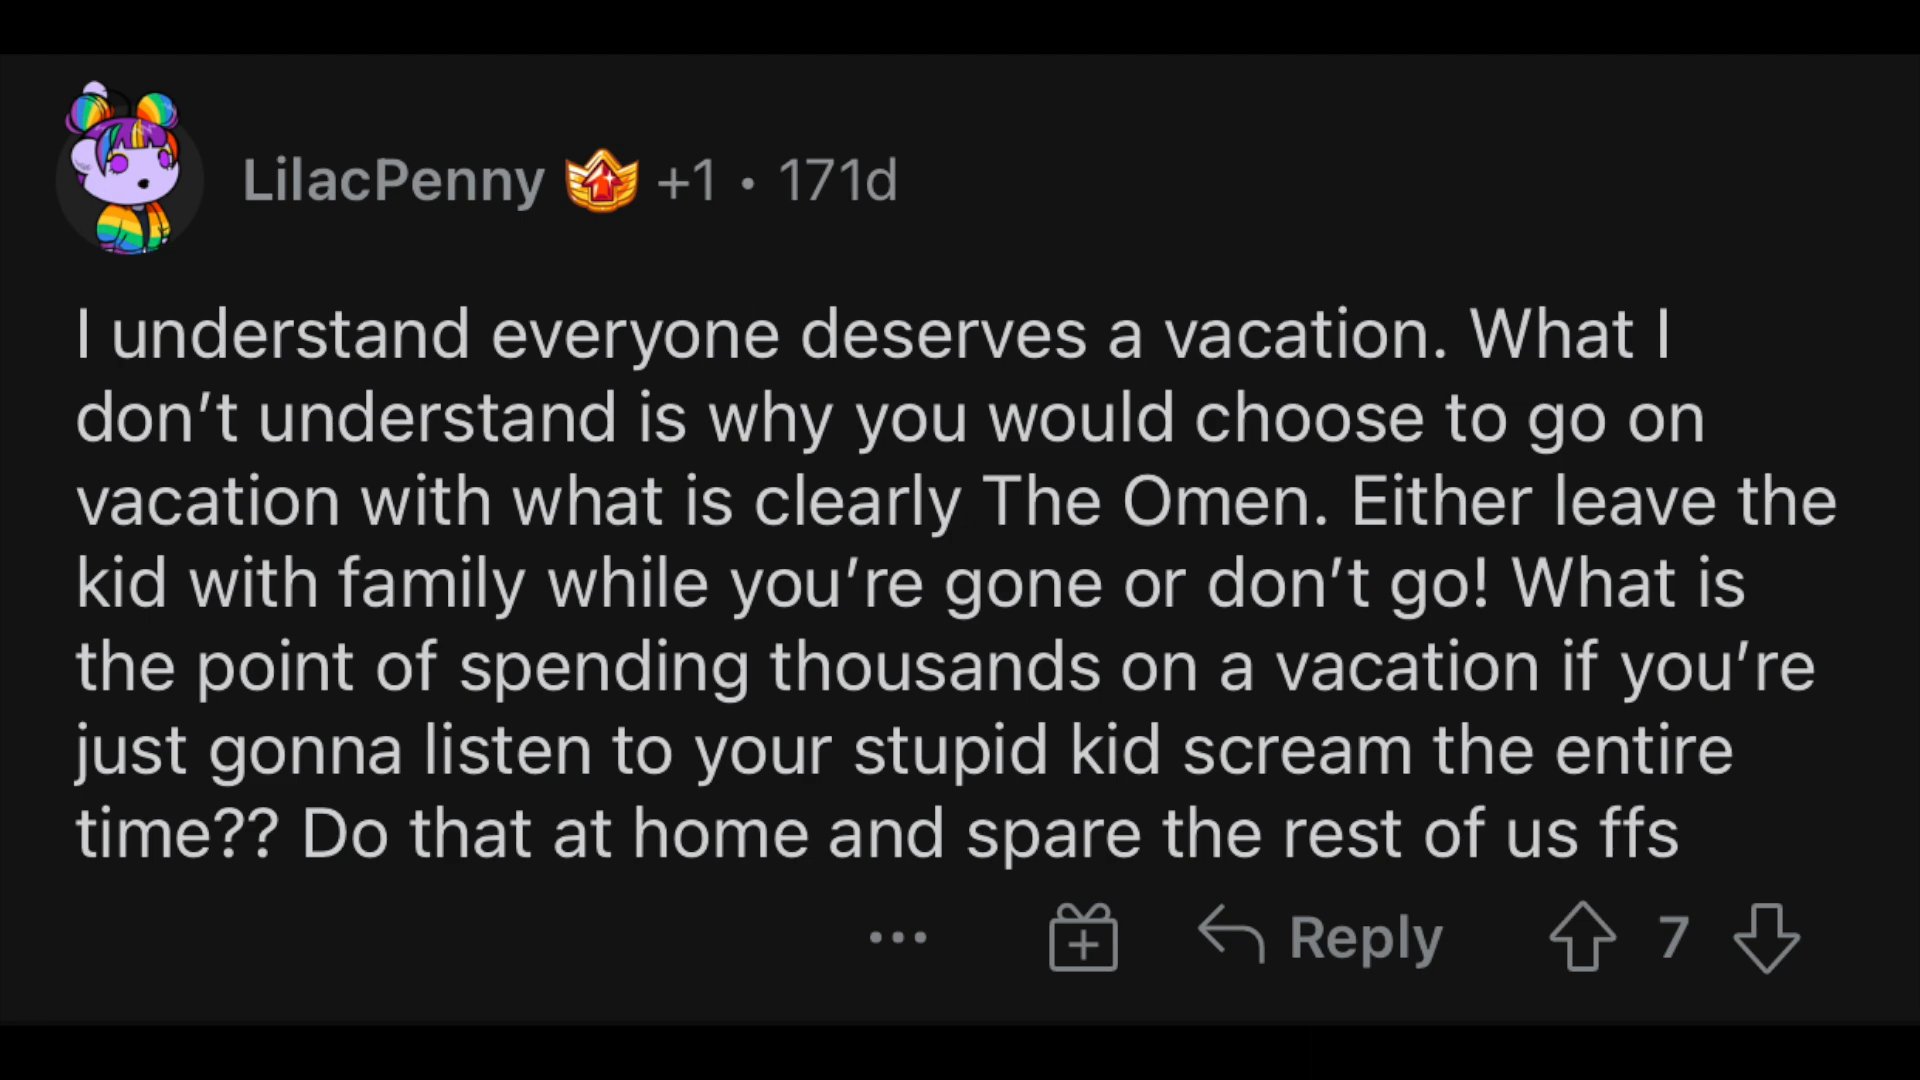 LilacPenny +1 • 171d
I understand everyone deserves a vacation. What I
don’t understand is why you would choose to go on
vacation with what is clearly The Omen. Either leave the
kid with family while you’re gone or don’t go! What is
the point of spending thousands on a vacation if you’re
just gonna listen to your stupid kid scream the entire
time?? Do that at home and spare the rest of us ffs
Reply 7